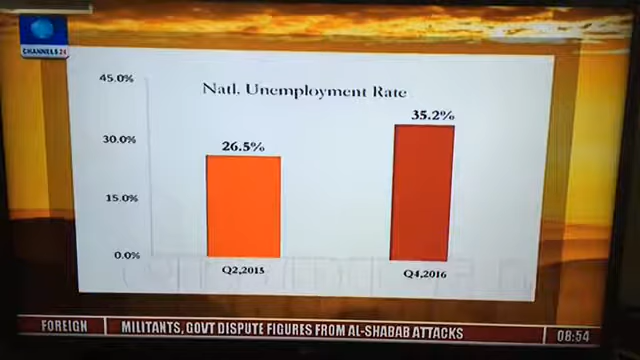 CHANNELS 24
45.0%
Natl. Unemployment Rate
35.2%
30.0%
26.5%
15.0%
0.0%
Q2,2015
Q4,2016
FOREIGN
MILITANTS, GOVT DISPUTE FIGURES FROM AL-SHABAB ATTACKS
08:54